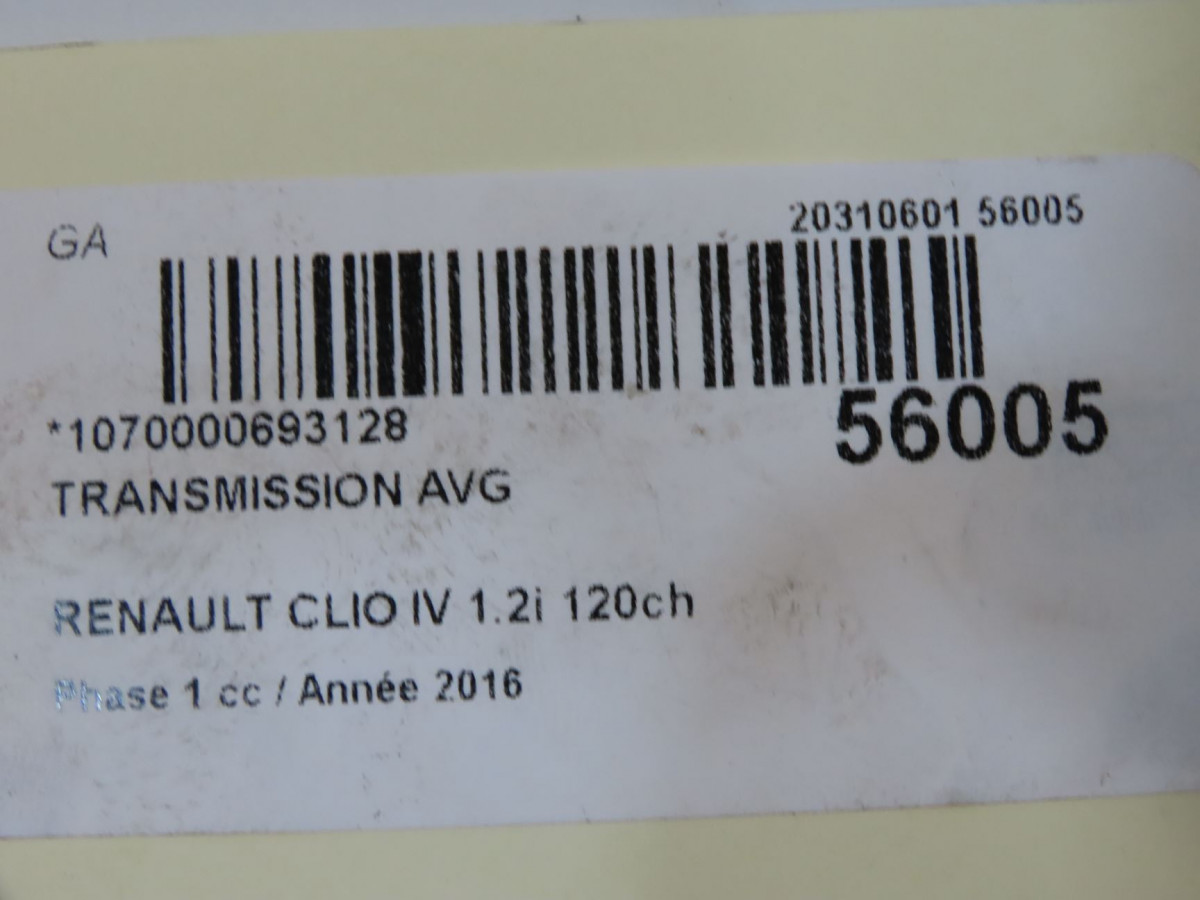 GA
20310601 56005
*1070000693128
56005
TRANSMISSION AVG
RENAULT CLIO IV 1.2i 120ch
Phase 1 cc / Année 2016